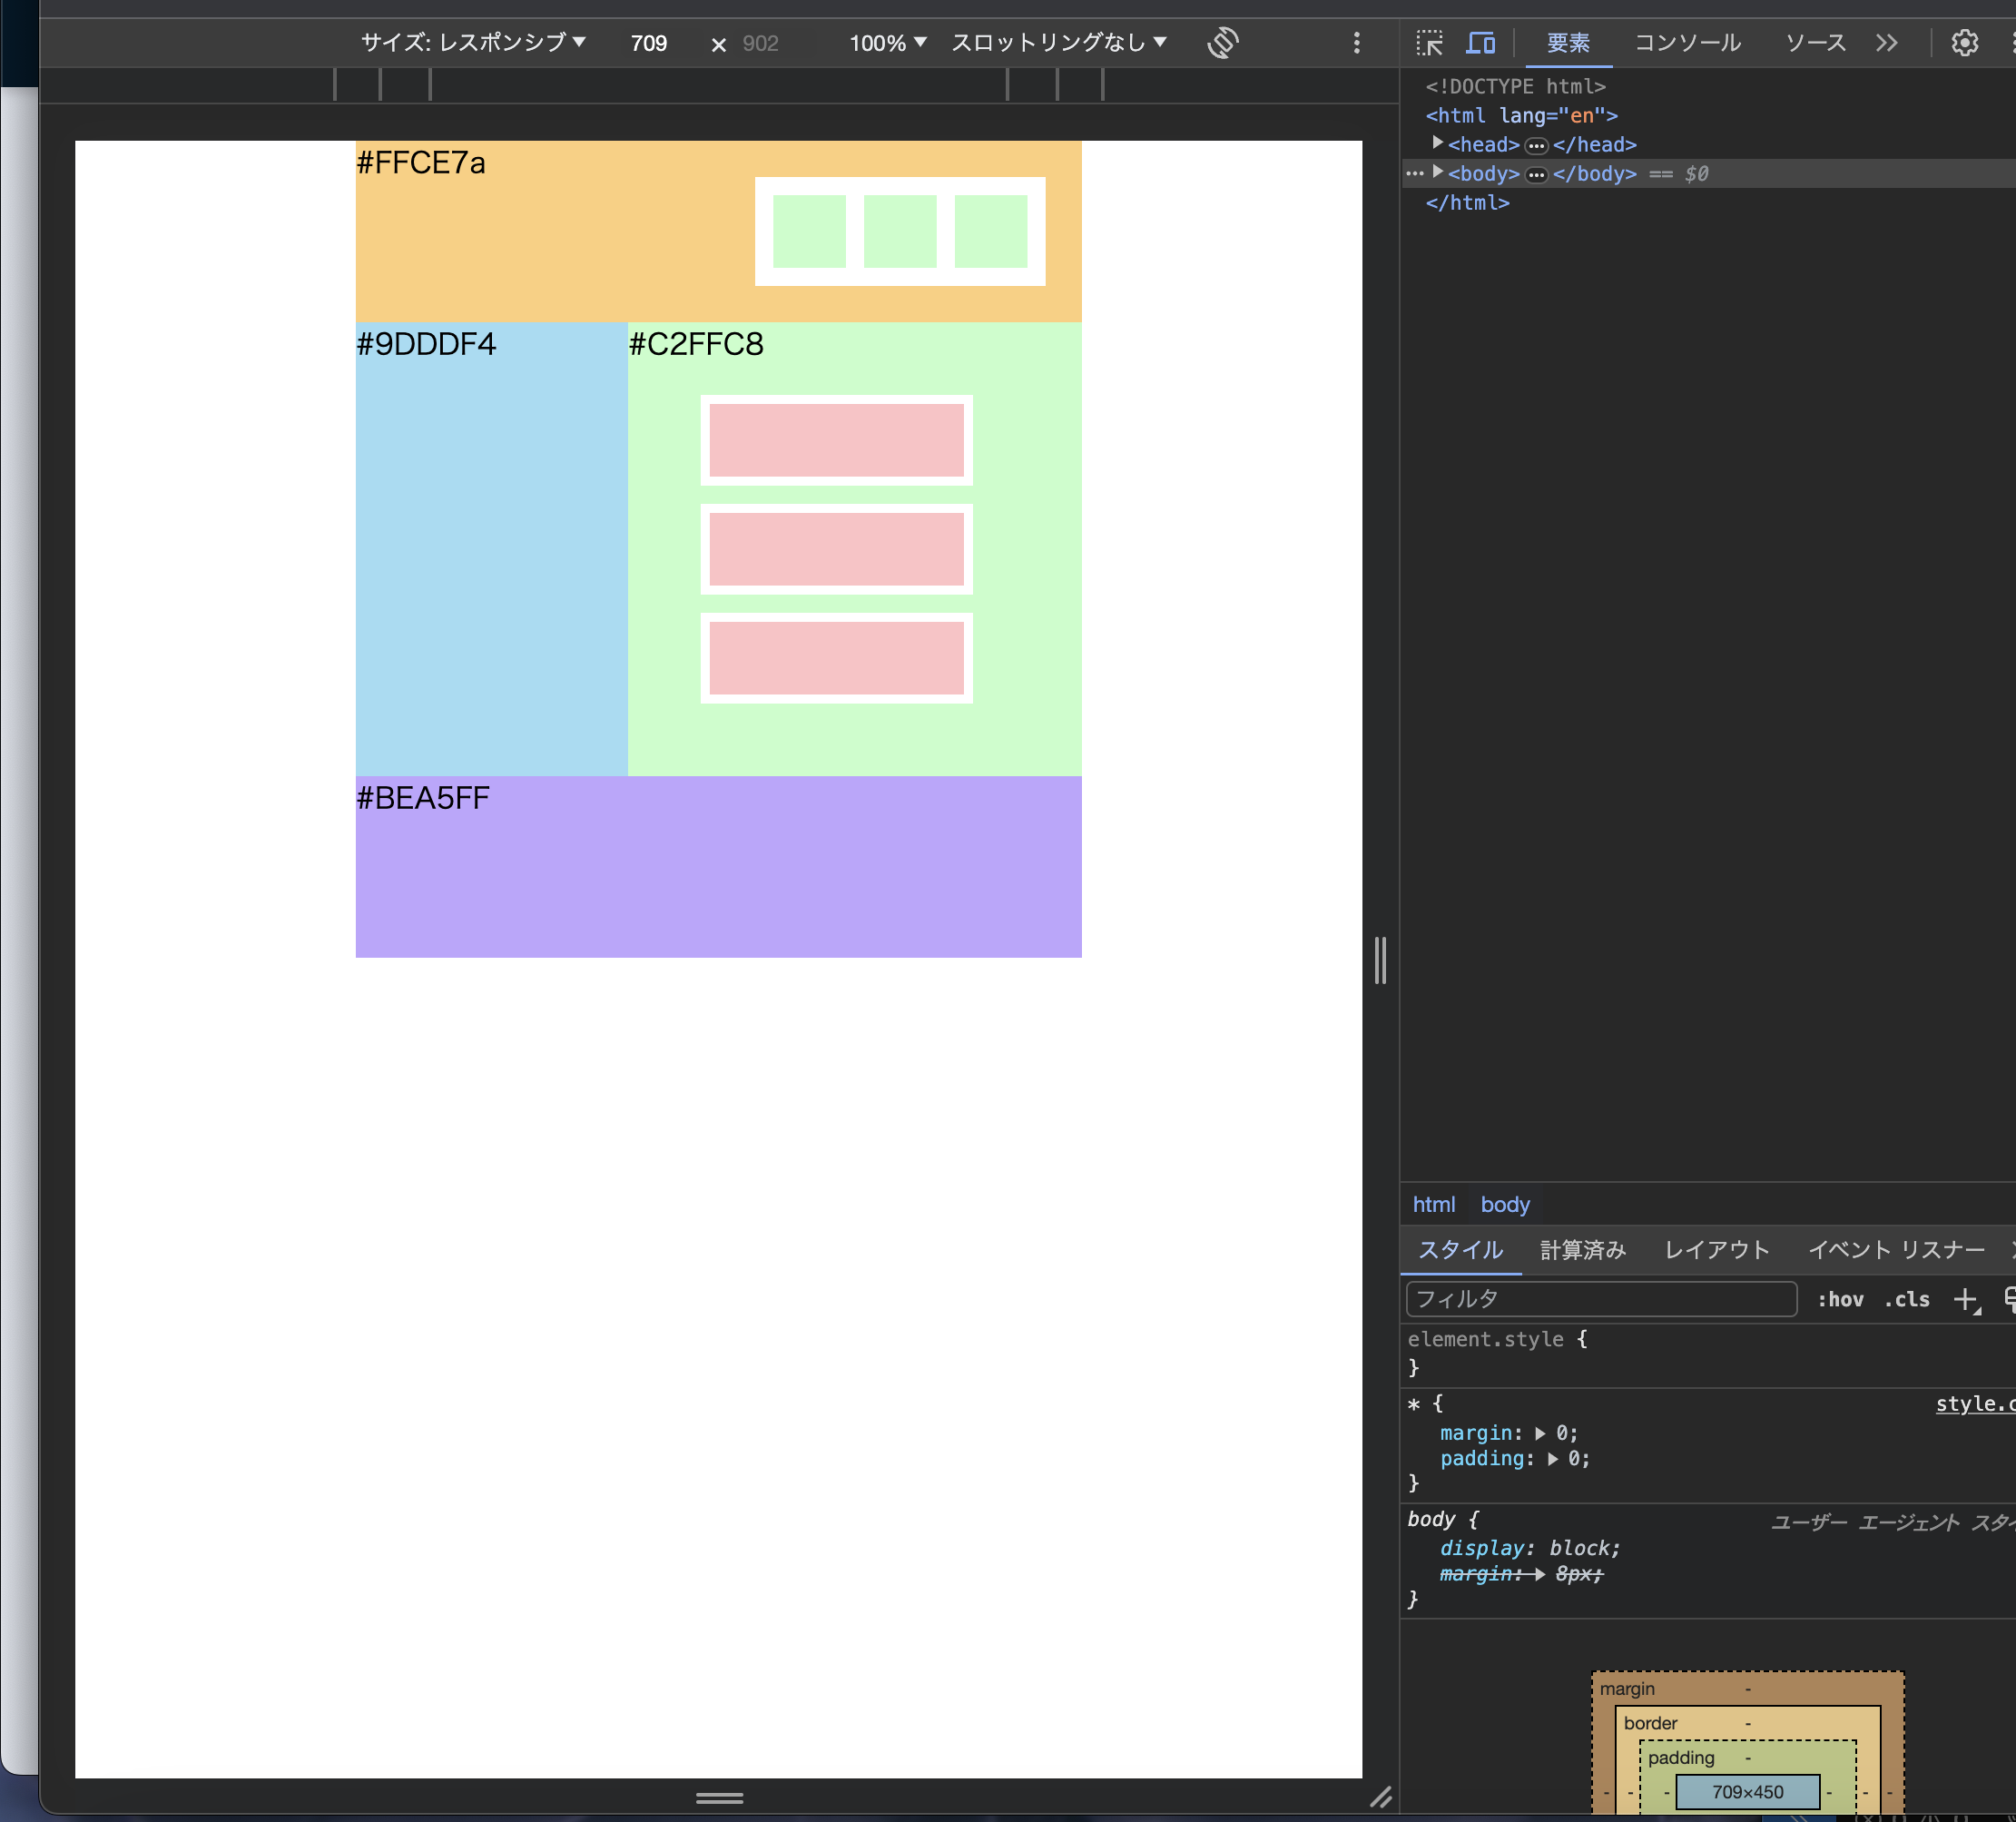 サイズ: レスポンシブ▼ 709 × 902 100% ▼ スロットリングなし ▼
要素 コンソール ソース
<!DOCTYPE html>
<html lang="en">
<head> </head>
<body> </body> == $0
</html>
#FFCE7a
#9DDDF4 #C2FFC8
#BEA5FF
html body
スタイル 計算済み レイアウト イベント リスナー
フィルタ :hov .cls
element.style {
}
* { style.c
margin: 0;
padding: 0;
}
body { ユーザー エージェント スタイ
display: block;
margin: 8px;
}
margin -
border -
padding -
- - - 709×450 - - -